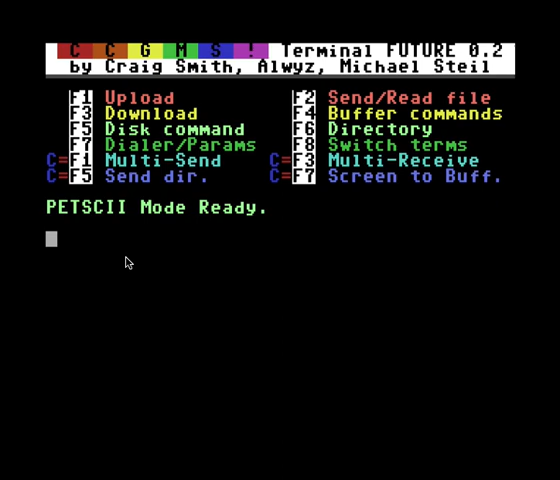 C C G M S ! Terminal FUTURE 0.2
by Craig Smith, Alwyz, Michael Steil
F1 Upload F2 Send/Read file
F3 Download F4 Buffer commands
F5 Disk command F6 Directory
F7 Dialer/Params F8 Switch terms
C=F1 Multi-Send C=F3 Multi-Receive
C=F5 Send dir. C=F7 Screen to Buff.
PETSCII Mode Ready.